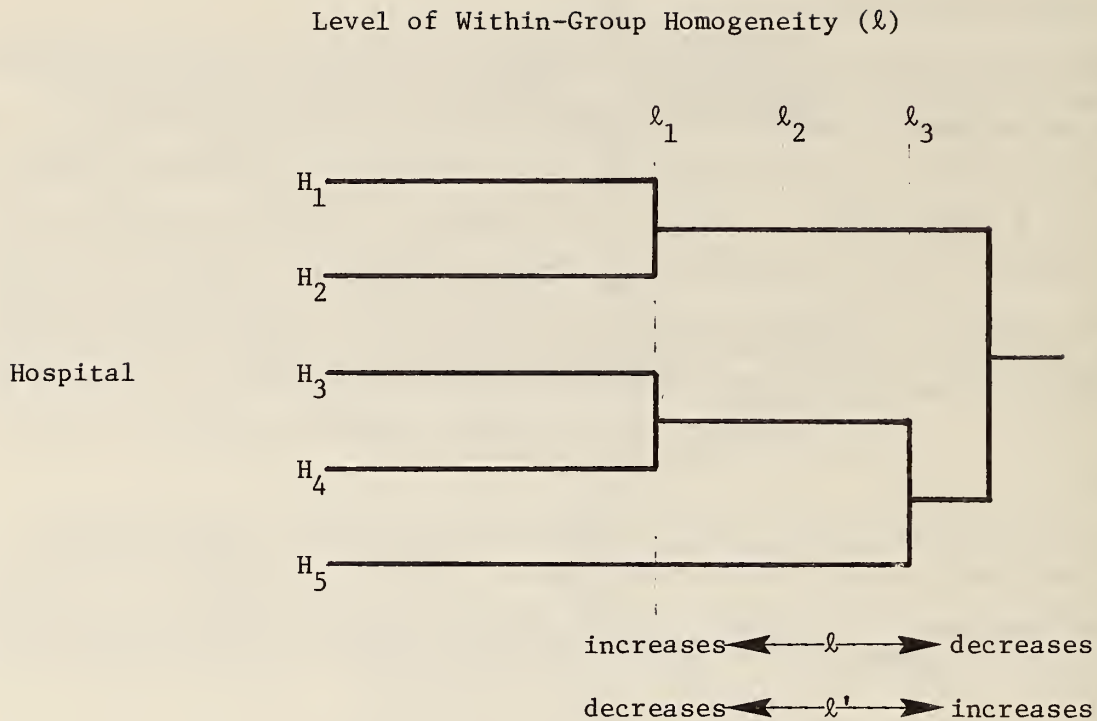 Level of Within-Group Homogeneity (ℓ)
ℓ₁ ℓ₂ ℓ₃
H₁
H₂
Hospital H₃
H₄
H₅
increases ℓ decreases
decreases ℓ' increases